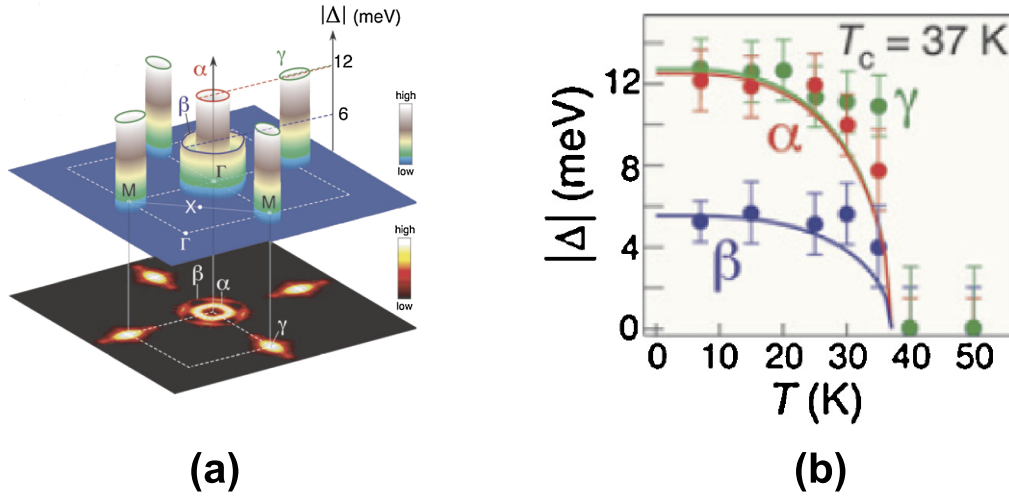 |Δ| (meV)
12
6
α
β
γ
high
low
M
Γ
M
X
Γ
high
low
β
α
γ
(a)
|Δ| (meV)
12
8
4
0
0 10 20 30 40 50
T (K)
Tc = 37 K
γ
α
β
(b)